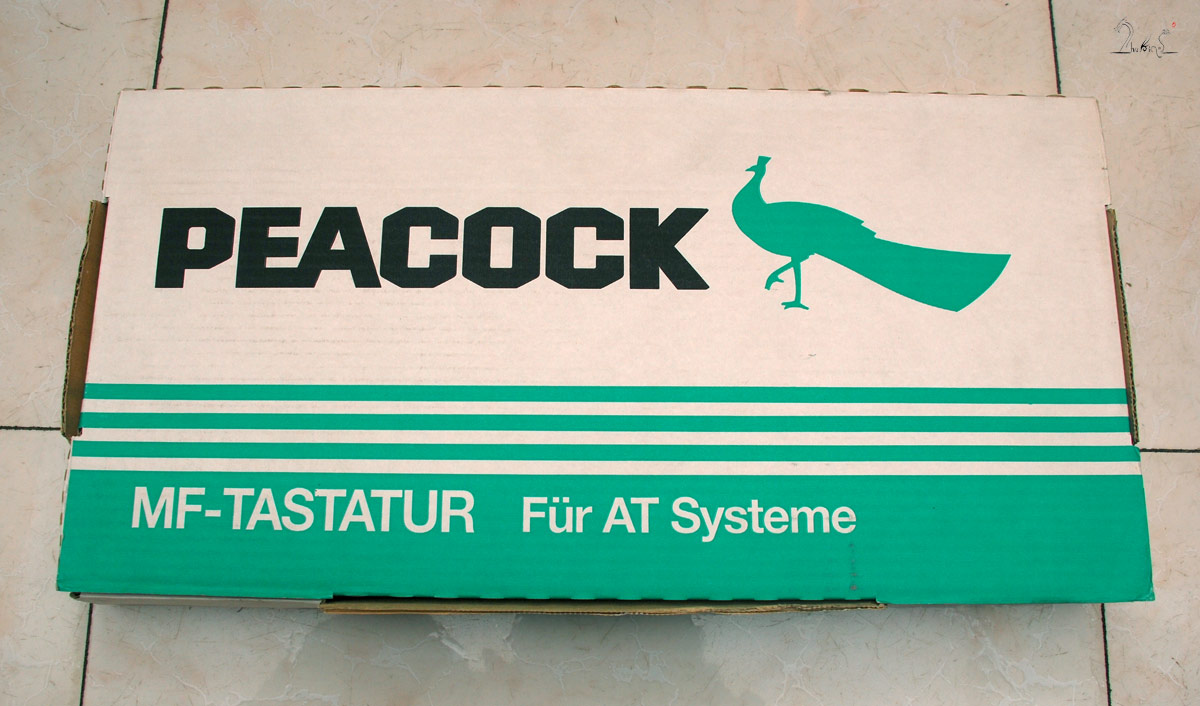 PEACOCK
MF-TASTATUR Für AT Systeme